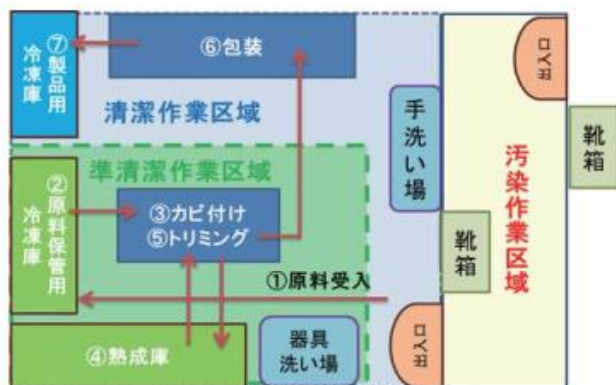 ⑦製品用
冷凍庫
⑥包装
清潔作業区域
出入口
手洗い場
汚染作業区域
靴箱
準清潔作業区域
②原料保管用
冷凍庫
③カビ付け
⑤トリミング
靴箱
①原料受入
④熟成庫
器具
洗い場
出入口